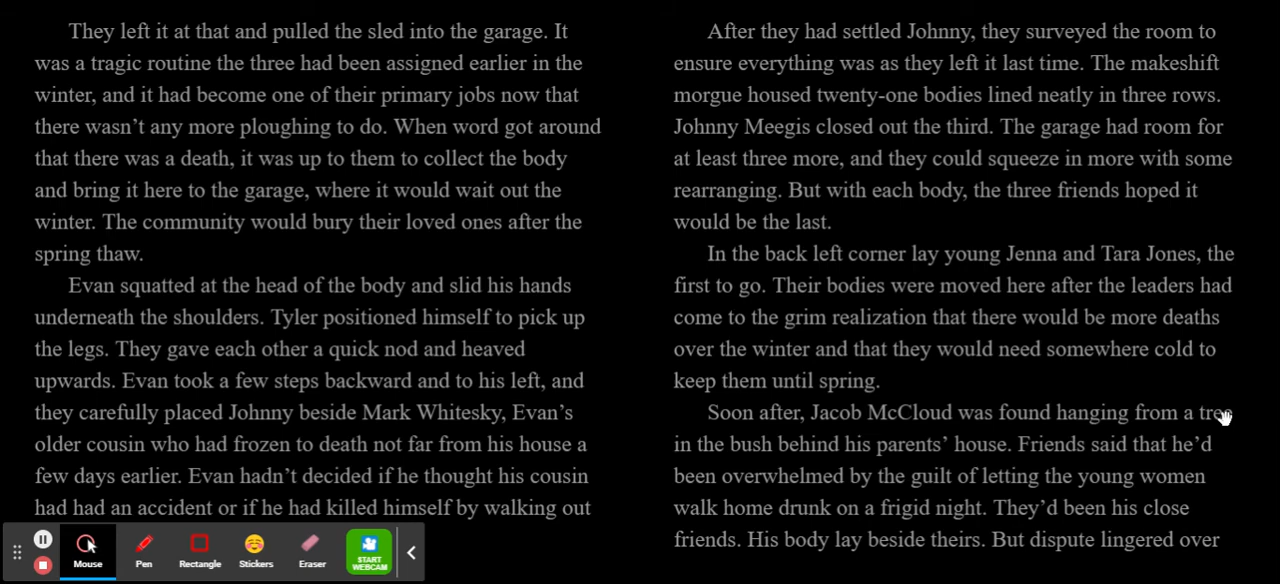 They left it at that and pulled the sled into the garage. It
was a tragic routine the three had been assigned earlier in the
winter, and it had become one of their primary jobs now that
there wasn’t any more ploughing to do. When word got around
that there was a death, it was up to them to collect the body
and bring it here to the garage, where it would wait out the
winter. The community would bury their loved ones after the
spring thaw.
Evan squatted at the head of the body and slid his hands
underneath the shoulders. Tyler positioned himself to pick up
the legs. They gave each other a quick nod and heaved
upwards. Evan took a few steps backward and to his left, and
they carefully placed Johnny beside Mark Whitesky, Evan’s
older cousin who had frozen to death not far from his house a
few days earlier. Evan hadn’t decided if he thought his cousin
had had an accident or if he had killed himself by walking out
After they had settled Johnny, they surveyed the room to
ensure everything was as they left it last time. The makeshift
morgue housed twenty-one bodies lined neatly in three rows.
Johnny Meegis closed out the third. The garage had room for
at least three more, and they could squeeze in more with some
rearranging. But with each body, the three friends hoped it
would be the last.
In the back left corner lay young Jenna and Tara Jones, the
first to go. Their bodies were moved here after the leaders had
come to the grim realization that there would be more deaths
over the winter and that they would need somewhere cold to
keep them until spring.
Soon after, Jacob McCloud was found hanging from a tree
in the bush behind his parents’ house. Friends said that he’d
been overwhelmed by the guilt of letting the young women
walk home drunk on a frigid night. They’d been his close
friends. His body lay beside theirs. But dispute lingered over
Mouse
Pen
Rectangle
Stickers
Eraser
START
WEBCAM